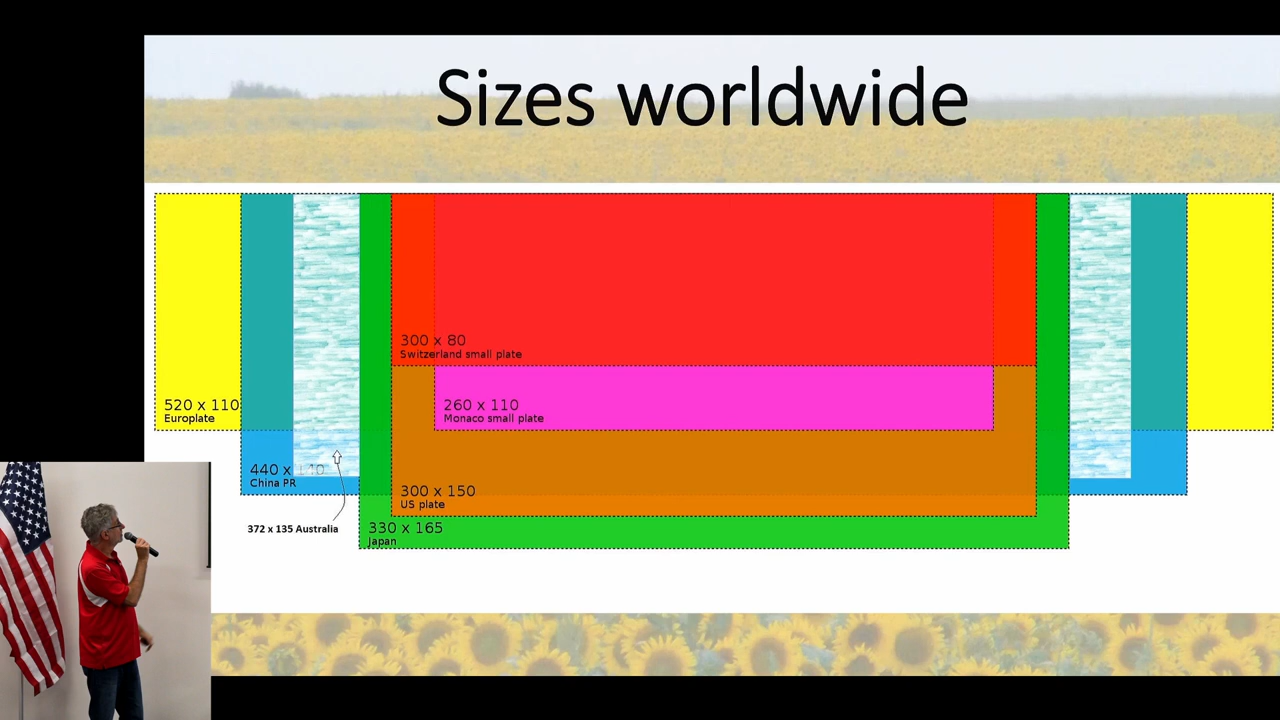 Sizes worldwide
300 x 80
Switzerland small plate
520 x 110
Europlate
260 x 110
Monaco small plate
440 x 140
China PR
300 x 150
US plate
372 x 135 Australia
330 x 165
Japan